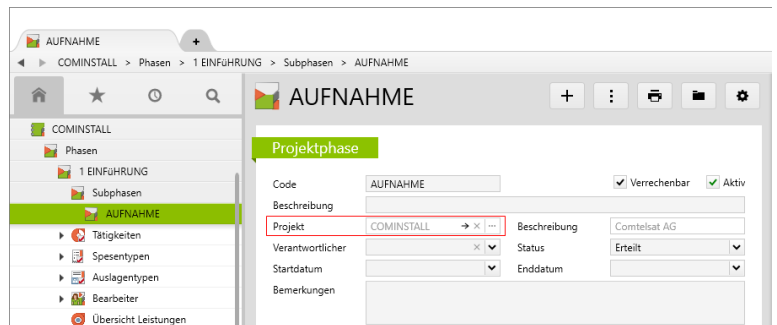 AUFNAHME
COMINSTALL > Phasen > 1 EINFüHRUNG > Subphasen > AUFNAHME
AUFNAHME
COMINSTALL
Phasen
1 EINFüHRUNG
Subphasen
AUFNAHME
Tätigkeiten
Spesentypen
Auslagentypen
Bearbeiter
Übersicht Leistungen
Projektphase
Code AUFNAHME Verrechenbar Aktiv
Beschreibung
Projekt COMINSTALL Beschreibung Comtelsat AG
Verantwortlicher Status Erteilt
Startdatum Enddatum
Bemerkungen